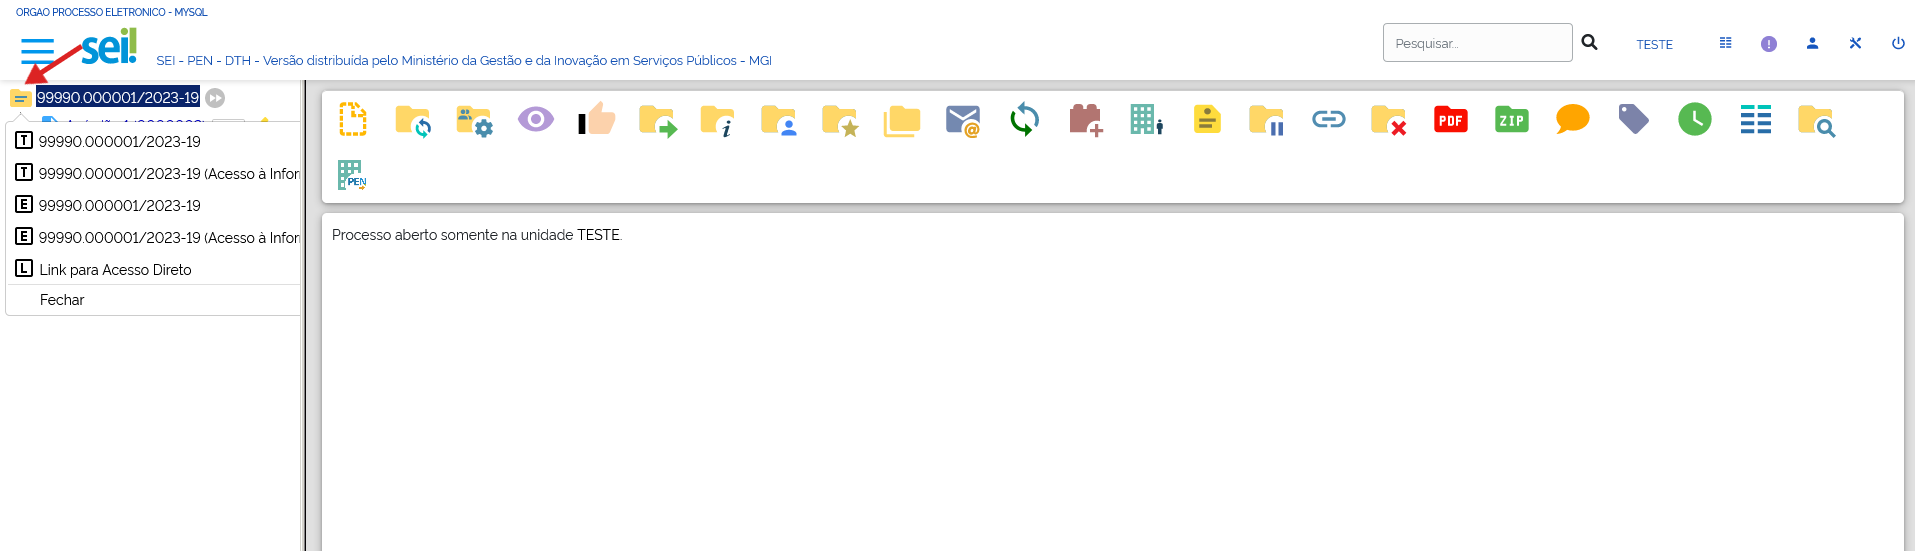 ORGAO PROCESSO ELETRONICO - MYSQL
sei!
SEI - PEN - DTH - Versão distribuída pelo Ministério da Gestão e da Inovação em Serviços Públicos - MGI
Pesquisar...
TESTE
99990.000001/2023-19
T 99990.000001/2023-19
T 99990.000001/2023-19 (Acesso à Infor
E 99990.000001/2023-19
E 99990.000001/2023-19 (Acesso à Infor
L Link para Acesso Direto
Fechar
PDF
ZIP
PEN
Processo aberto somente na unidade TESTE.